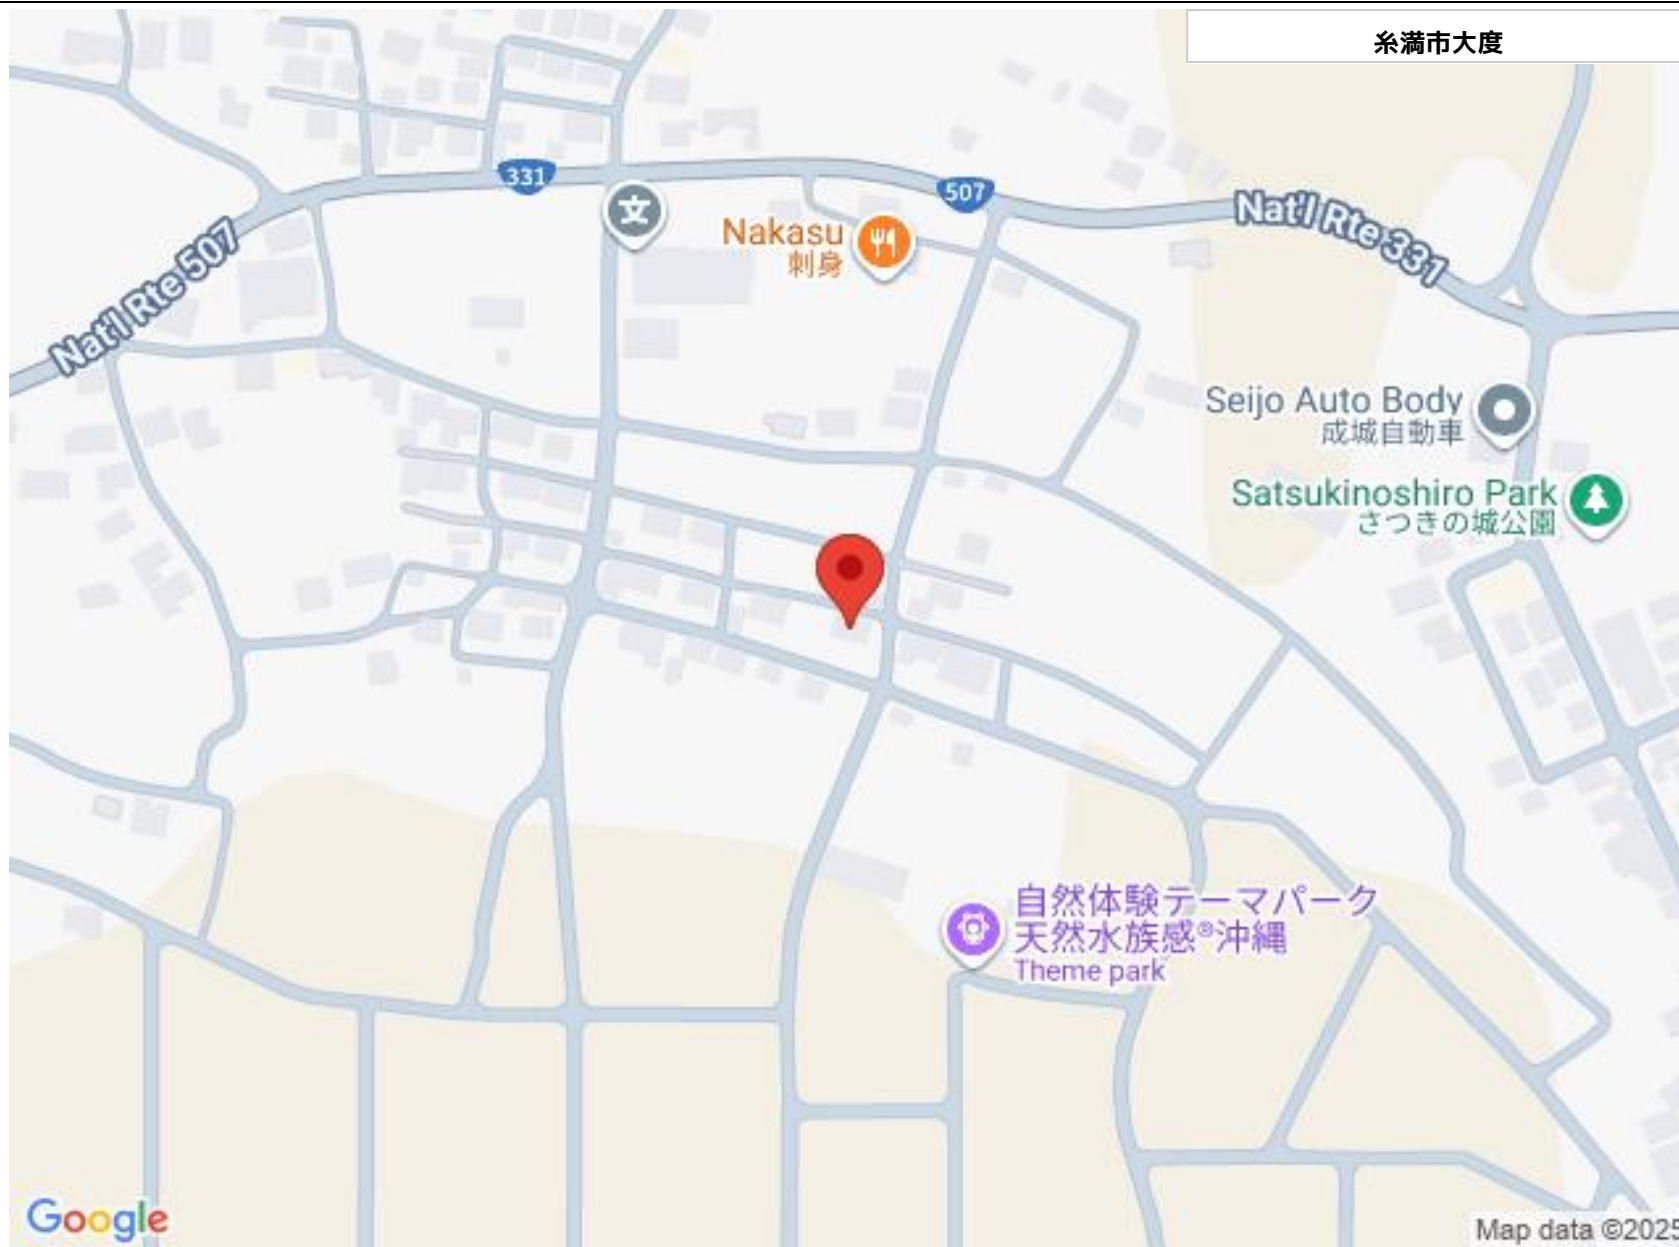 糸満市大度
331
文
507
Nat'l Rte 507
Nakasu
刺身
Nat'l Rte 331
Seijo Auto Body
成城自動車
Satsukinoshiro Park
さつきの城公園
自然体験テーマパーク
天然水族感®沖縄
Theme park
Google
Map data ©2025